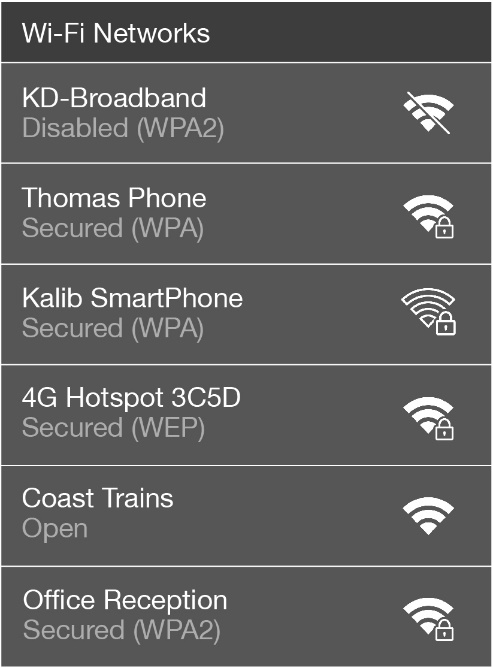 Wi-Fi Networks
KD-Broadband
Disabled (WPA2)
Thomas Phone
Secured (WPA)
Kalib SmartPhone
Secured (WPA)
4G Hotspot 3C5D
Secured (WEP)
Coast Trains
Open
Office Reception
Secured (WPA2)